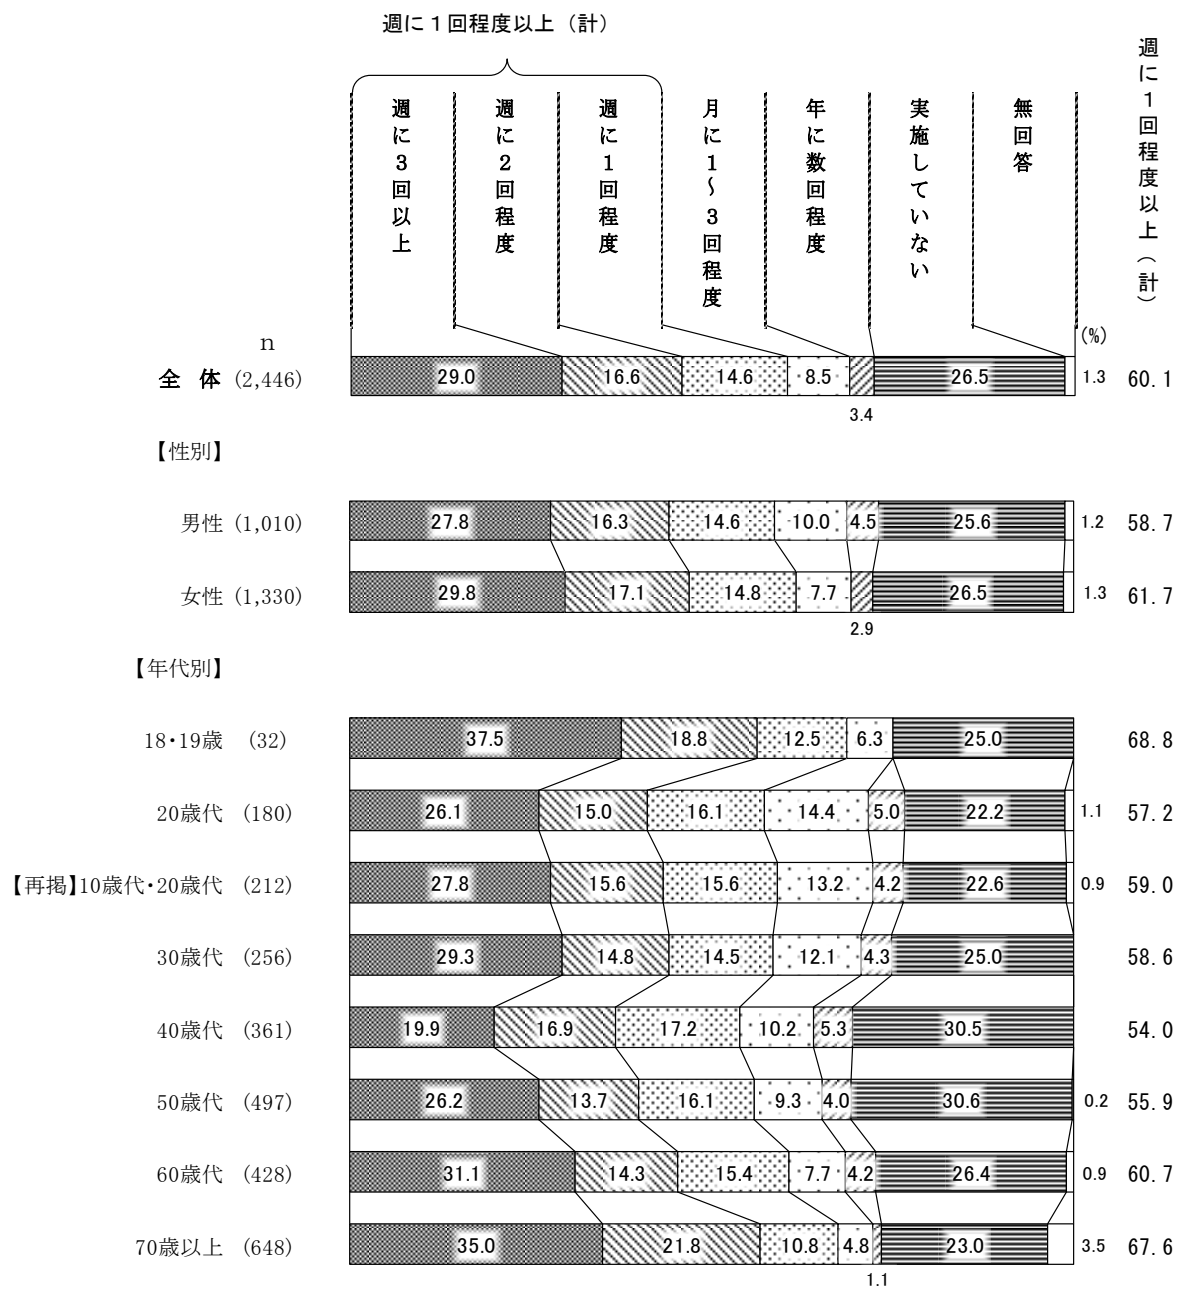 週に１回程度以上（計）
週に３回以上
週に２回程度
週に１回程度
月に１～３回程度
年に数回程度
実施していない
無回答
週に１回程度以上（計）
n
(%)
全 体 (2,446) 29.0 16.6 14.6 8.5 26.5 1.3 60.1
3.4
【性別】
男性 (1,010) 27.8 16.3 14.6 10.0 4.5 25.6 1.2 58.7
女性 (1,330) 29.8 17.1 14.8 7.7 26.5 1.3 61.7
2.9
【年代別】
18・19歳 (32) 37.5 18.8 12.5 6.3 25.0 68.8
20歳代 (180) 26.1 15.0 16.1 14.4 5.0 22.2 1.1 57.2
【再掲】10歳代・20歳代 (212) 27.8 15.6 15.6 13.2 4.2 22.6 0.9 59.0
30歳代 (256) 29.3 14.8 14.5 12.1 4.3 25.0 58.6
40歳代 (361) 19.9 16.9 17.2 10.2 5.3 30.5 54.0
50歳代 (497) 26.2 13.7 16.1 9.3 4.0 30.6 0.2 55.9
60歳代 (428) 31.1 14.3 15.4 7.7 4.2 26.4 0.9 60.7
70歳以上 (648) 35.0 21.8 10.8 4.8 23.0 3.5 67.6
1.1